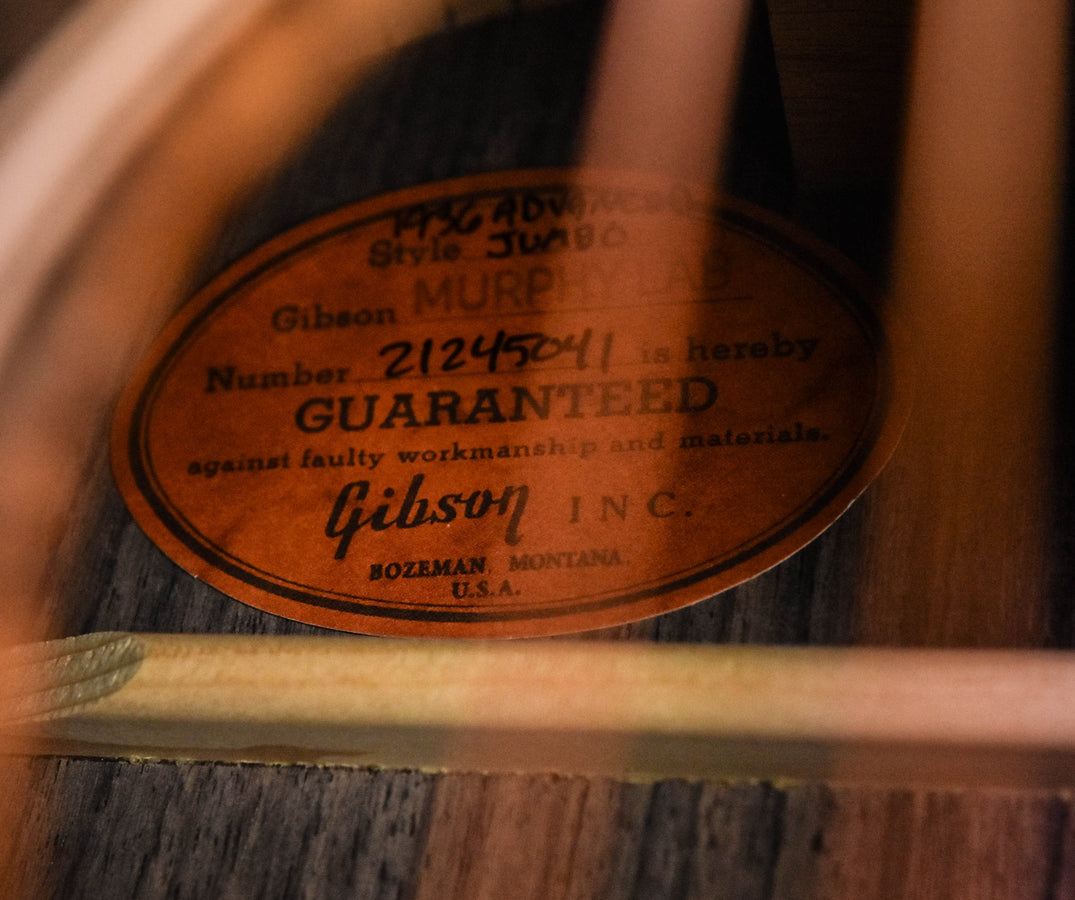 1936 ADVANCED
Style JUMBO
Gibson MURPHY LAB
Number 21245041 is hereby
GUARANTEED
against faulty workmanship and materials.
Gibson INC.
BOZEMAN, MONTANA,
U.S.A.